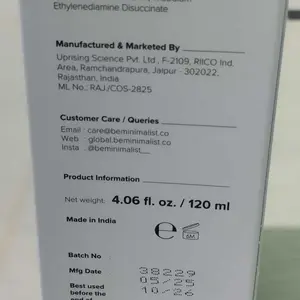 Ethylenediamine Disuccinate
Manufactured & Marketed By
Uprising Science Pvt. Ltd., F-2109, RIICO Ind.
Area, Ramchandrapura, Jaipur - 302022,
Rajasthan, India
ML No.: RAJ/COS-2825
Customer Care / Queries
Email : care@beminimalist.co
Web : global.beminimalist.co
Insta : @beminimalist__
Product Information
Net weight: 4.06 fl. oz. / 120 ml
Made in India
e 6M
Batch No : 38229
Mfg Date 05/25
Best used 10/26
before the
end of